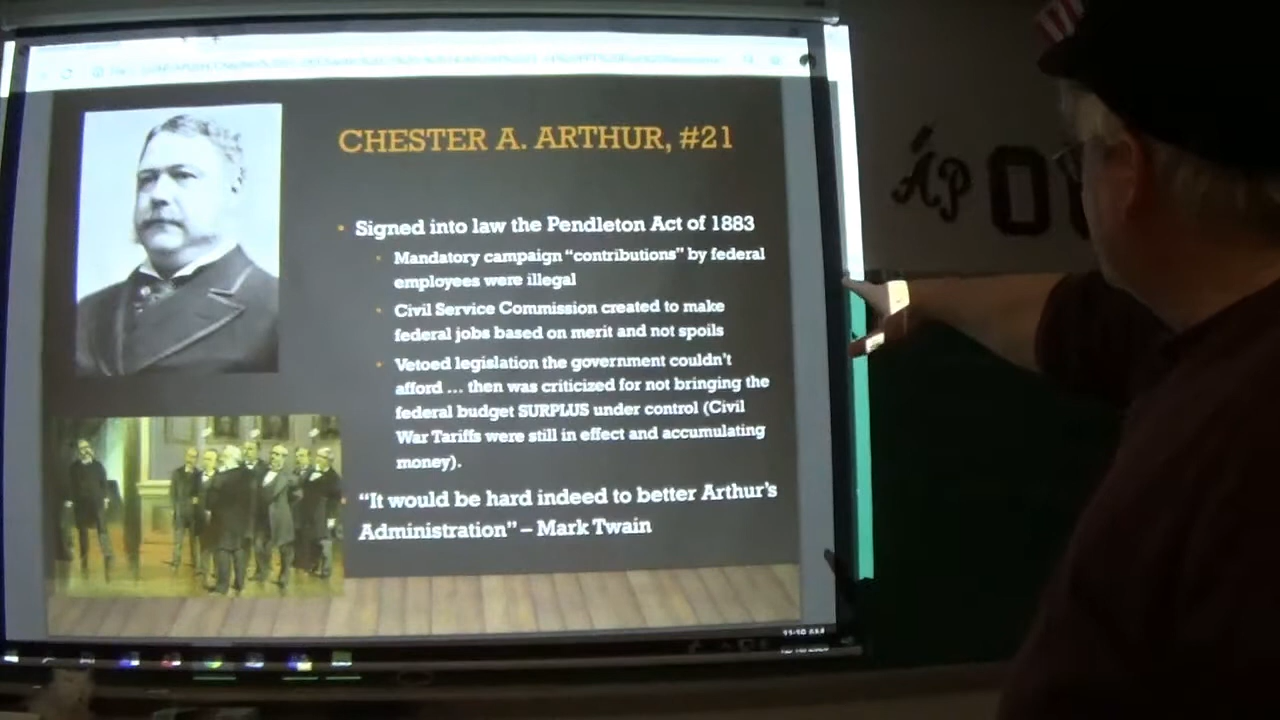 CHESTER A. ARTHUR, #21
Signed into law the Pendleton Act of 1883
Mandatory campaign “contributions” by federal
employees were illegal
Civil Service Commission created to make
federal jobs based on merit and not spoils
Vetoed legislation the government couldn’t
afford … then was criticized for not bringing the
federal budget SURPLUS under control (Civil
War Tariffs were still in effect and accumulating
money).
“It would be hard indeed to better Arthur’s
Administration” – Mark Twain
AP